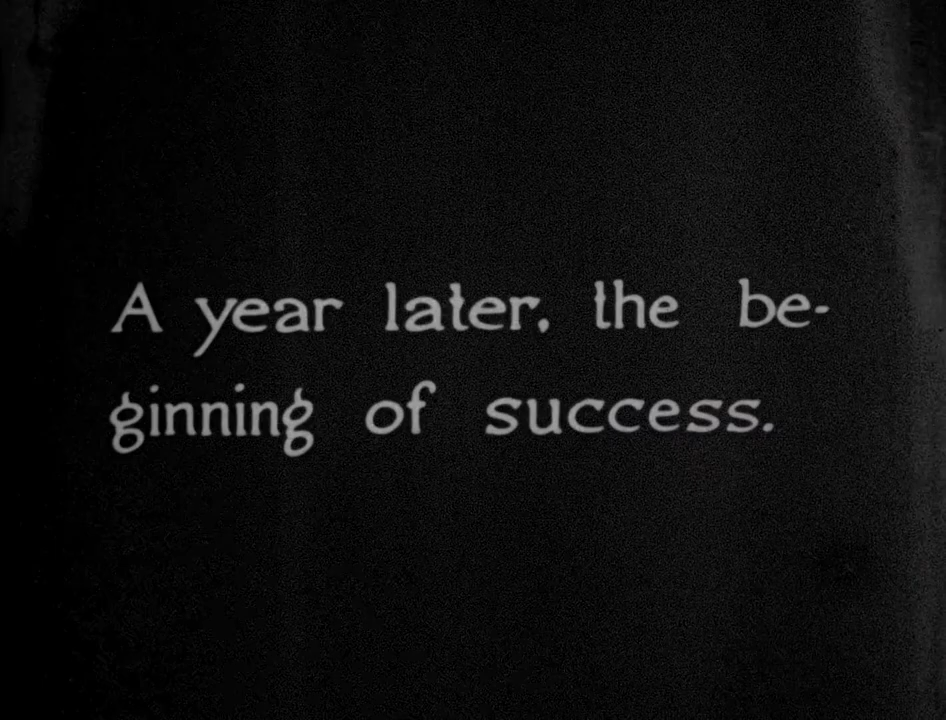 A year later, the be-
ginning of success.